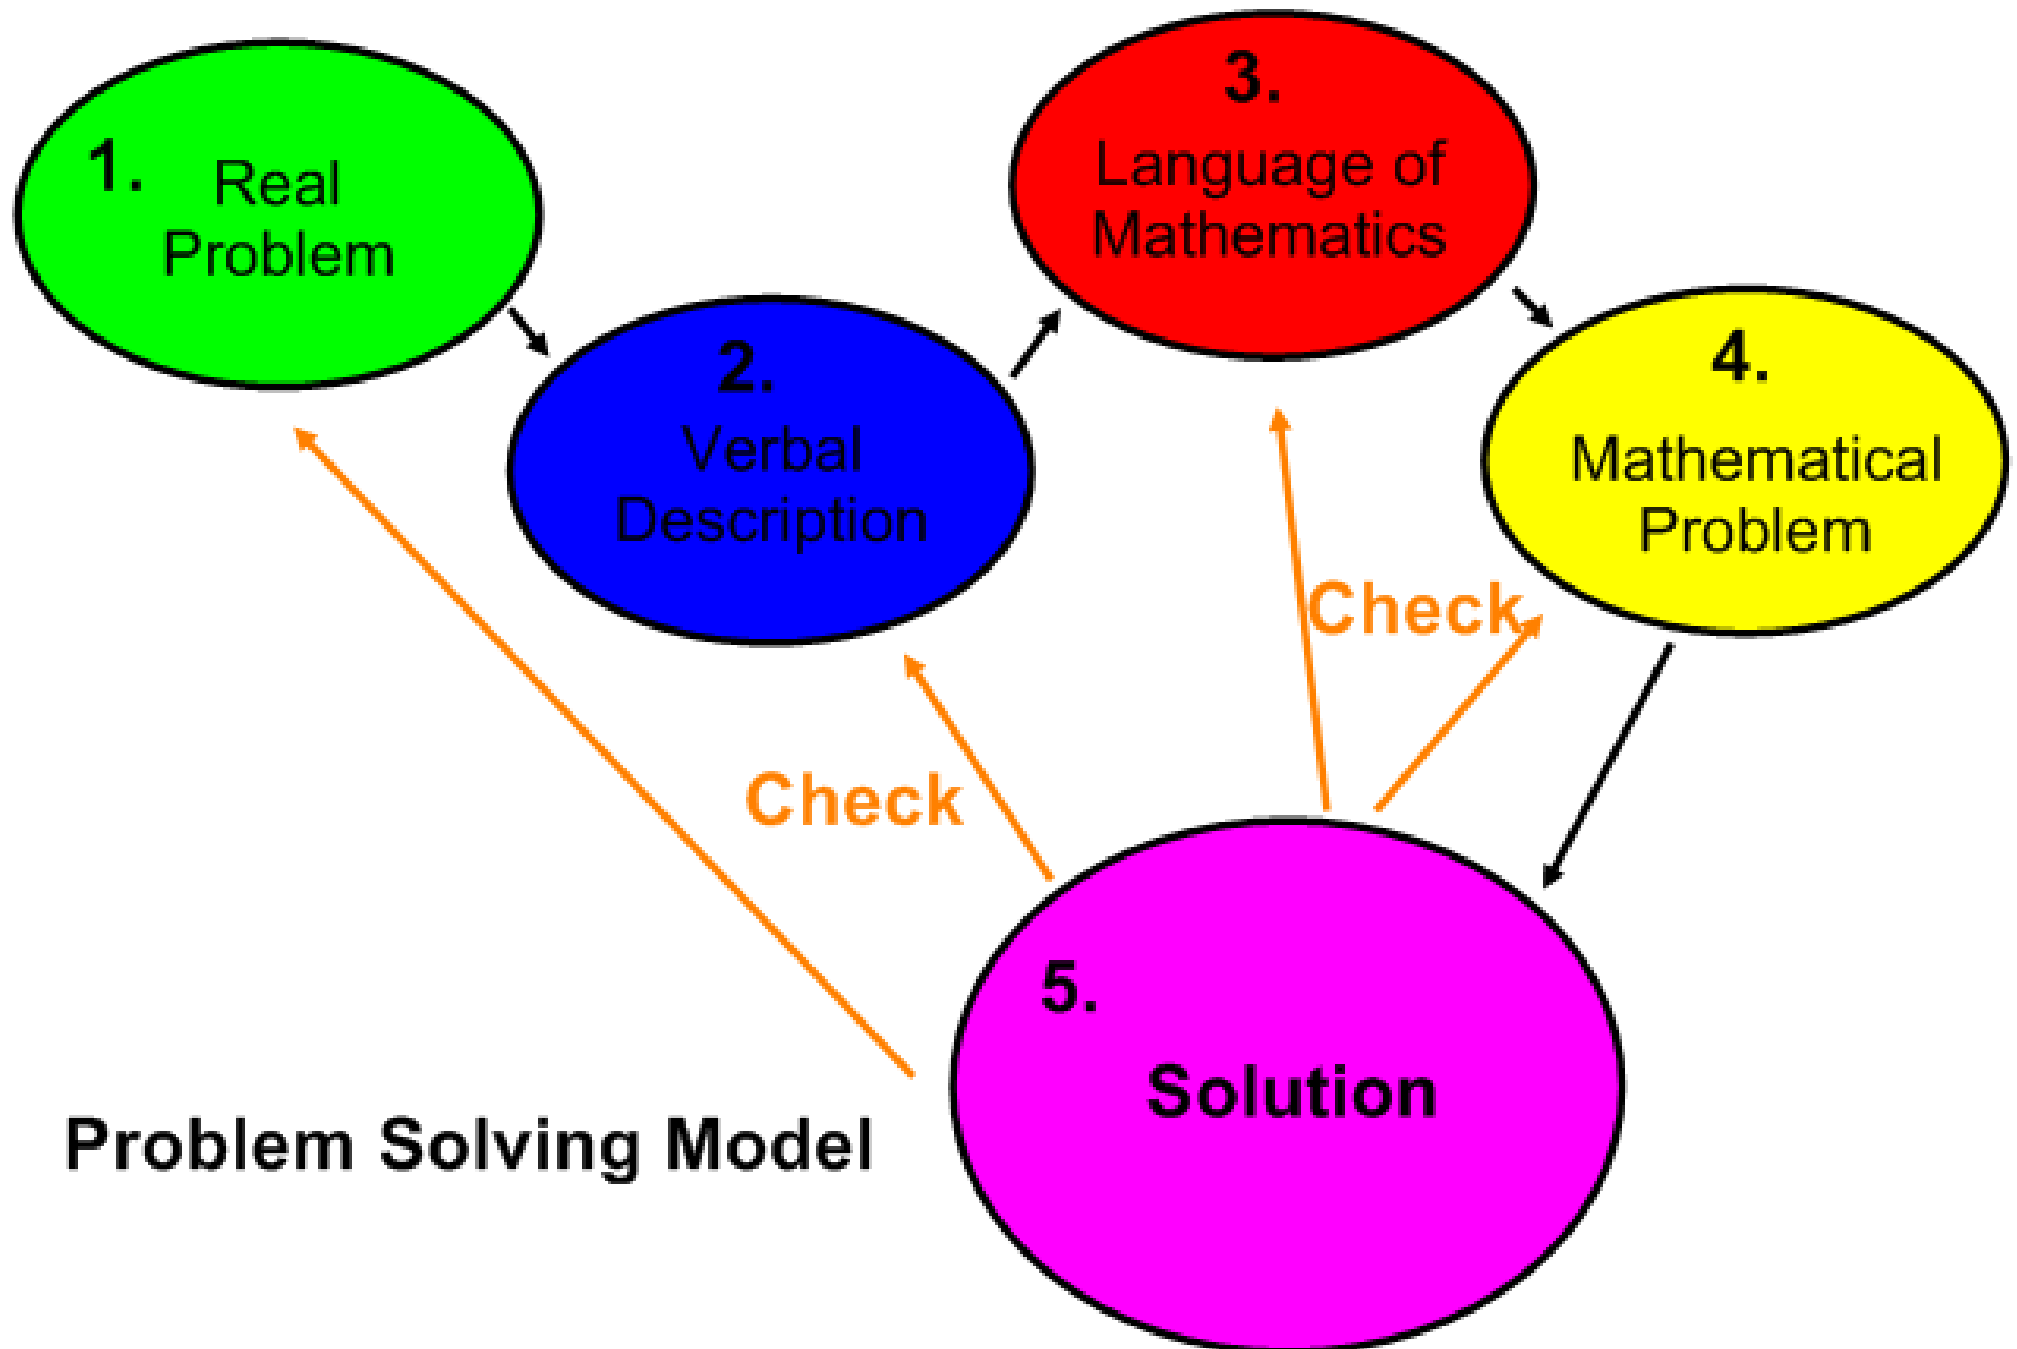 1.
Real
Problem
2.
Verbal
Description
3.
Language of
Mathematics
4.
Mathematical
Problem
Check
Check
5.
Solution
Problem Solving Model